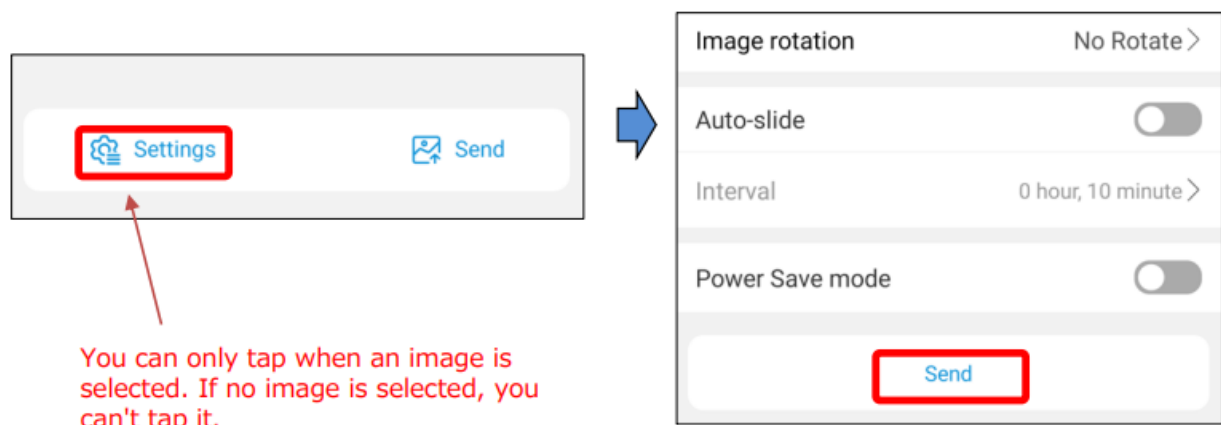 Settings
Send
You can only tap when an image is
selected. If no image is selected, you
can't tap it.
Image rotation
No Rotate
Auto-slide
Interval
0 hour, 10 minute
Power Save mode
Send